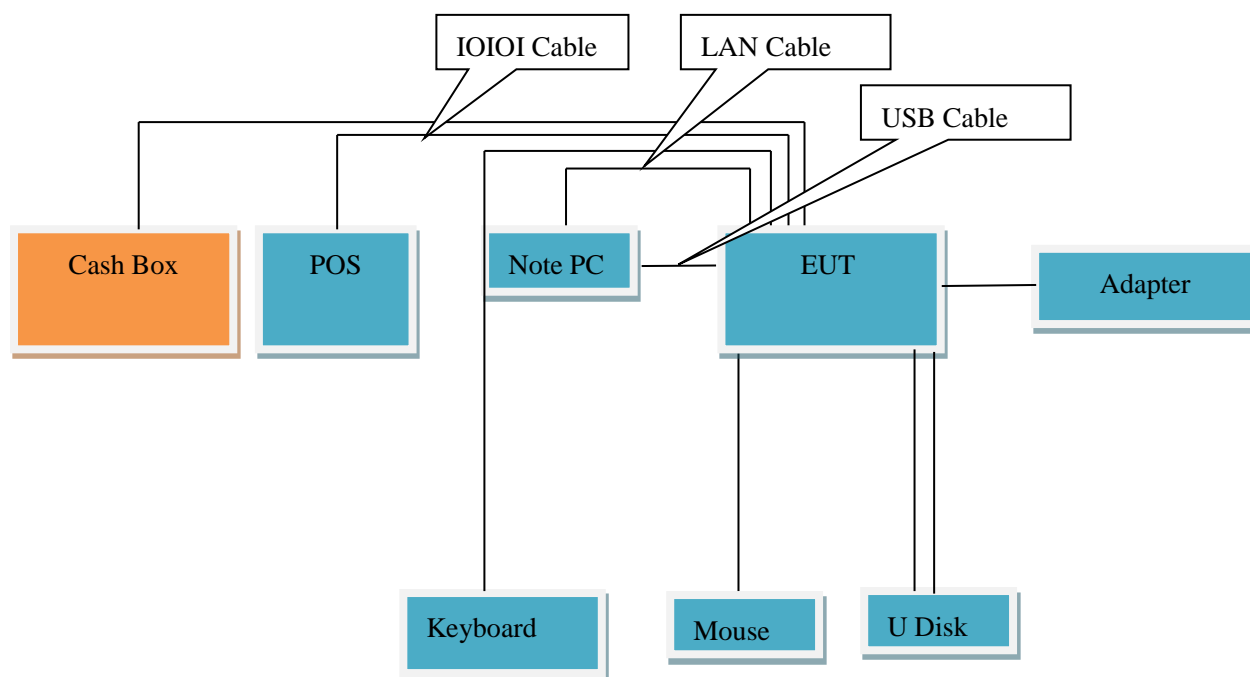 IOIOI Cable
LAN Cable
USB Cable
Cash Box
POS
Note PC
EUT
Adapter
Keyboard
Mouse
U Disk